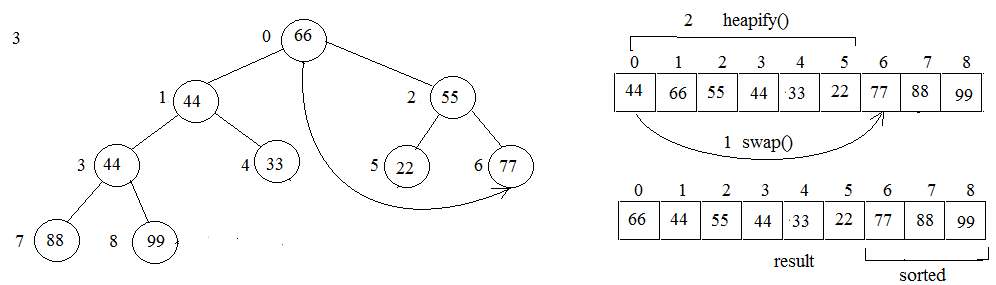 3
0 66
1 44
2 55
3 44
4 33
5 22
6 77
7 88
8 99
2 heapify()
0 1 2 3 4 5 6 7 8
44 66 55 44 33 22 77 88 99
1 swap()
0 1 2 3 4 5 6 7 8
66 44 55 44 33 22 77 88 99
result
sorted